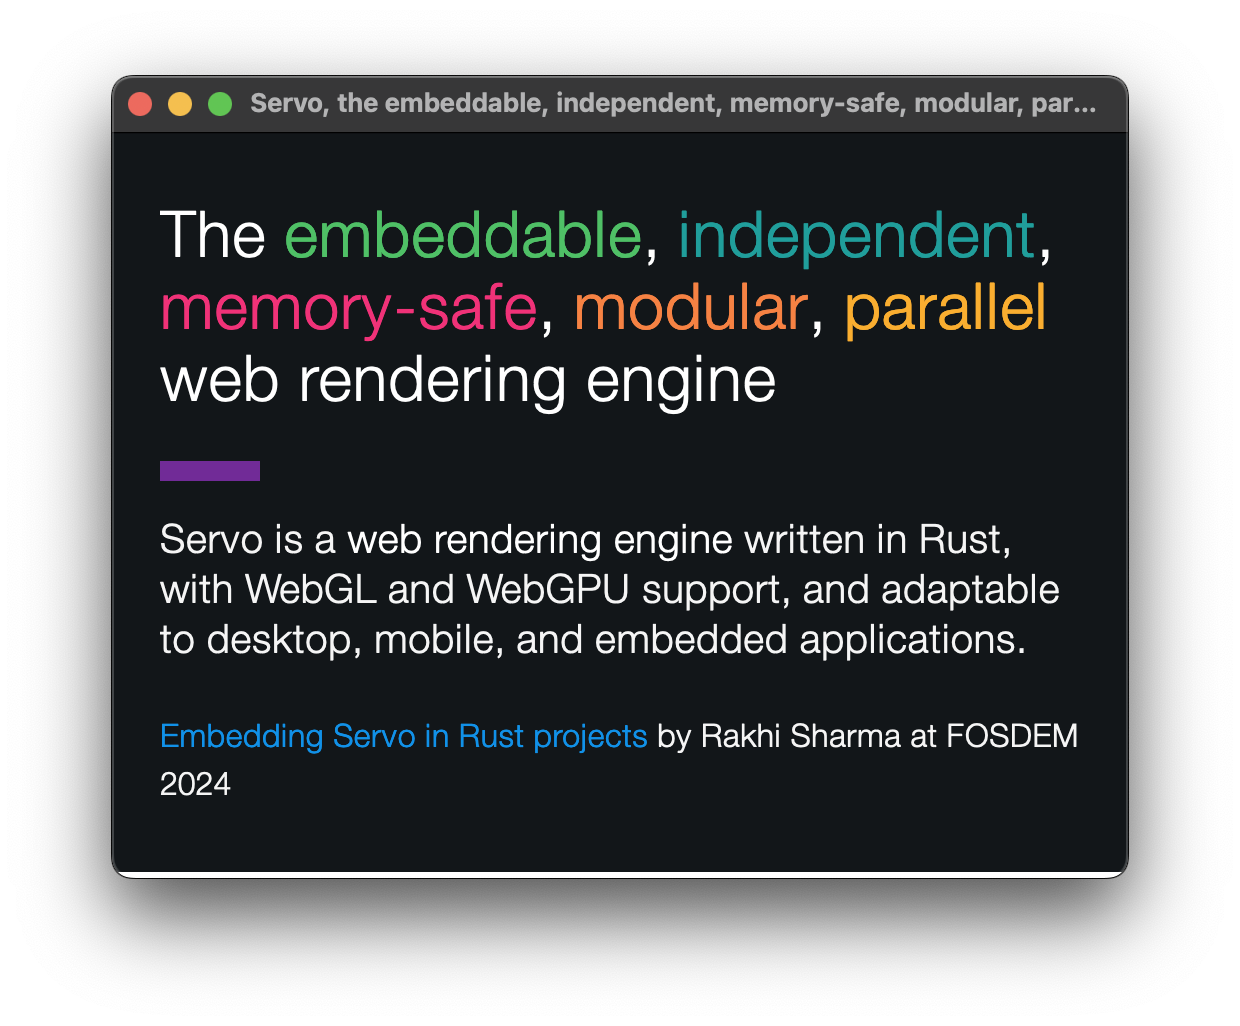 Servo, the embeddable, independent, memory-safe, modular, par...
The embeddable, independent,
memory-safe, modular, parallel
web rendering engine
Servo is a web rendering engine written in Rust,
with WebGL and WebGPU support, and adaptable
to desktop, mobile, and embedded applications.
Embedding Servo in Rust projects by Rakhi Sharma at FOSDEM
2024